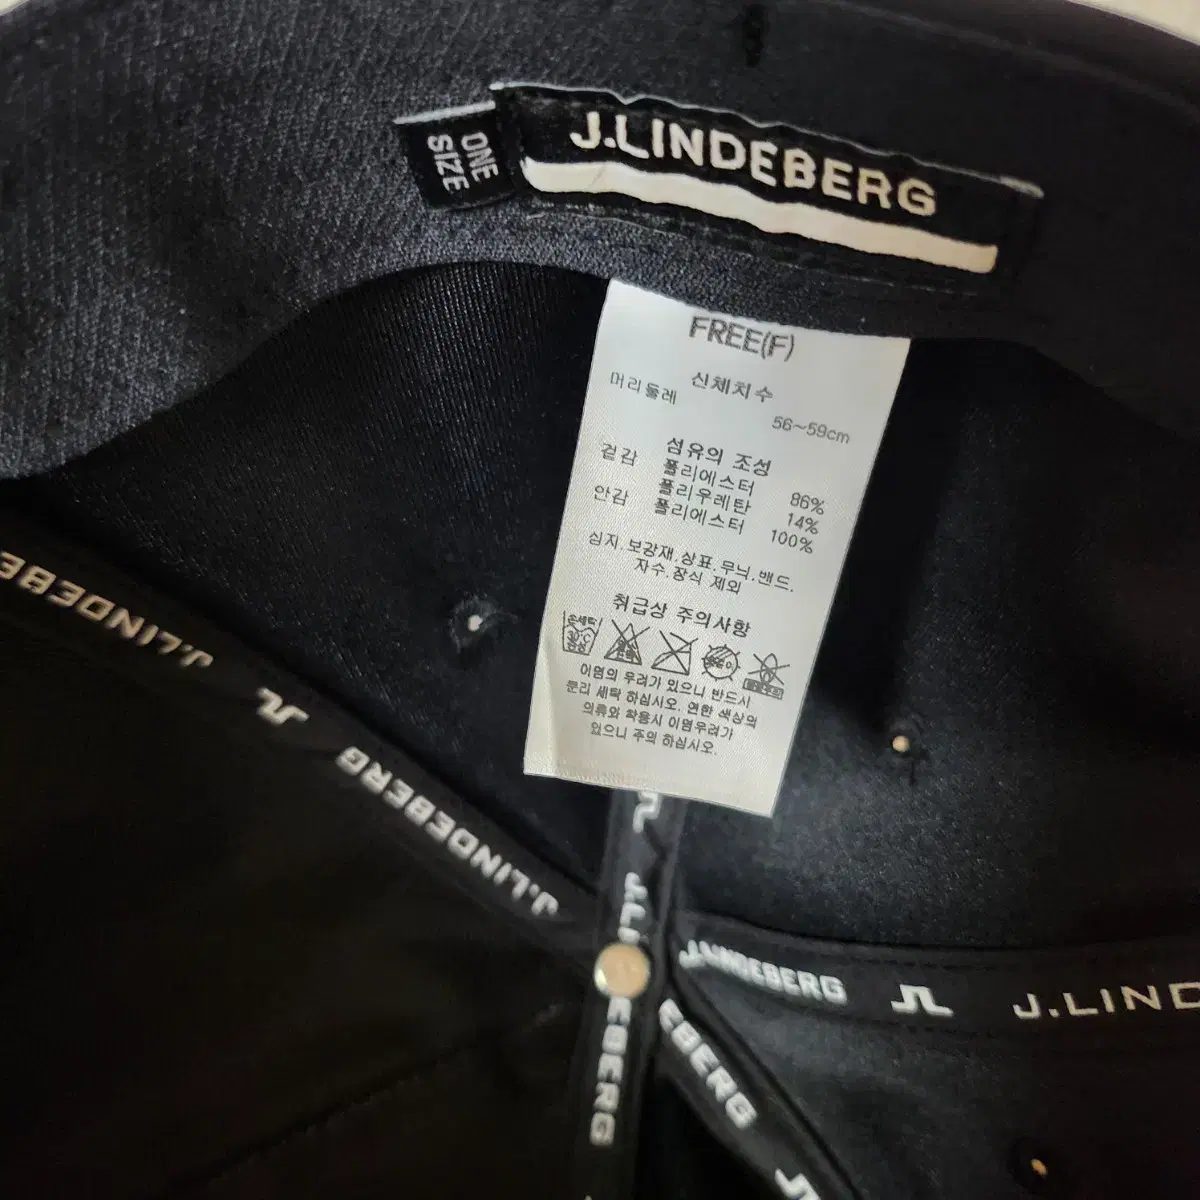 ONE
SIZE
J.LINDEBERG
FREE(F)
신체치수
머리둘레
56~59cm
섬유의 조성
겉감 폴리에스터 86%
폴리우레탄 14%
안감 폴리에스터 100%
심지.보강재.상표.무늬.밴드.
자수.장식 제외
취급상 주의사항
이염의 우려가 있으니 반드시
분리 세탁 하십시오. 연한 색상의
의류와 착용시 이염우려가
있으니 주의 하십시오.
J.LINDEBE
J.LINDEBERG
J.LI
EBERG
J.LINDEBERG
J.LIND
EBERG